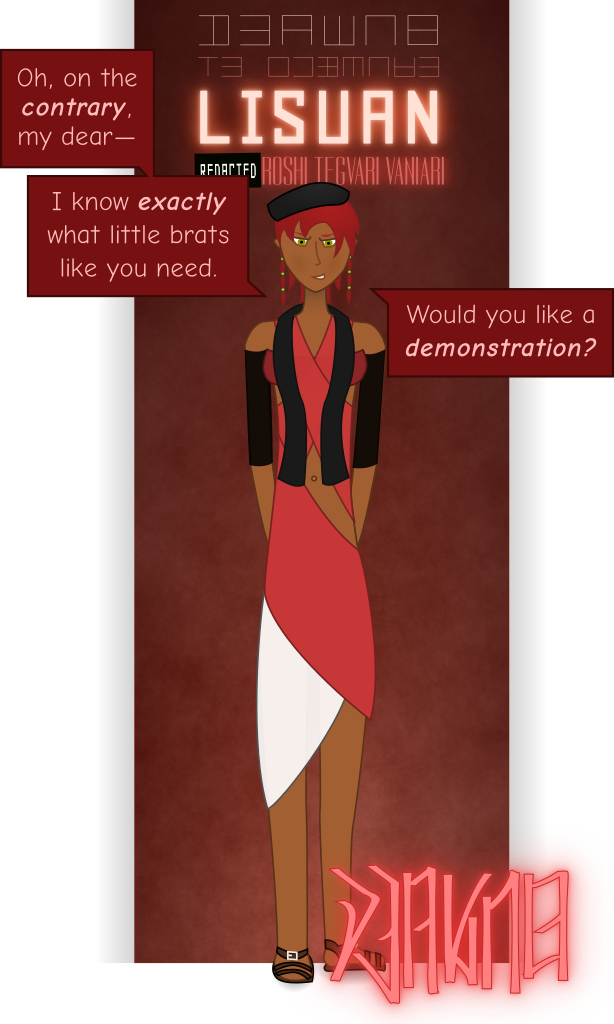 LISUAN
REDACTED ROSHI TEGVARI VANIARI
Oh, on the
contrary,
my dear—
I know exactly
what little brats
like you need.
Would you like a
demonstration?